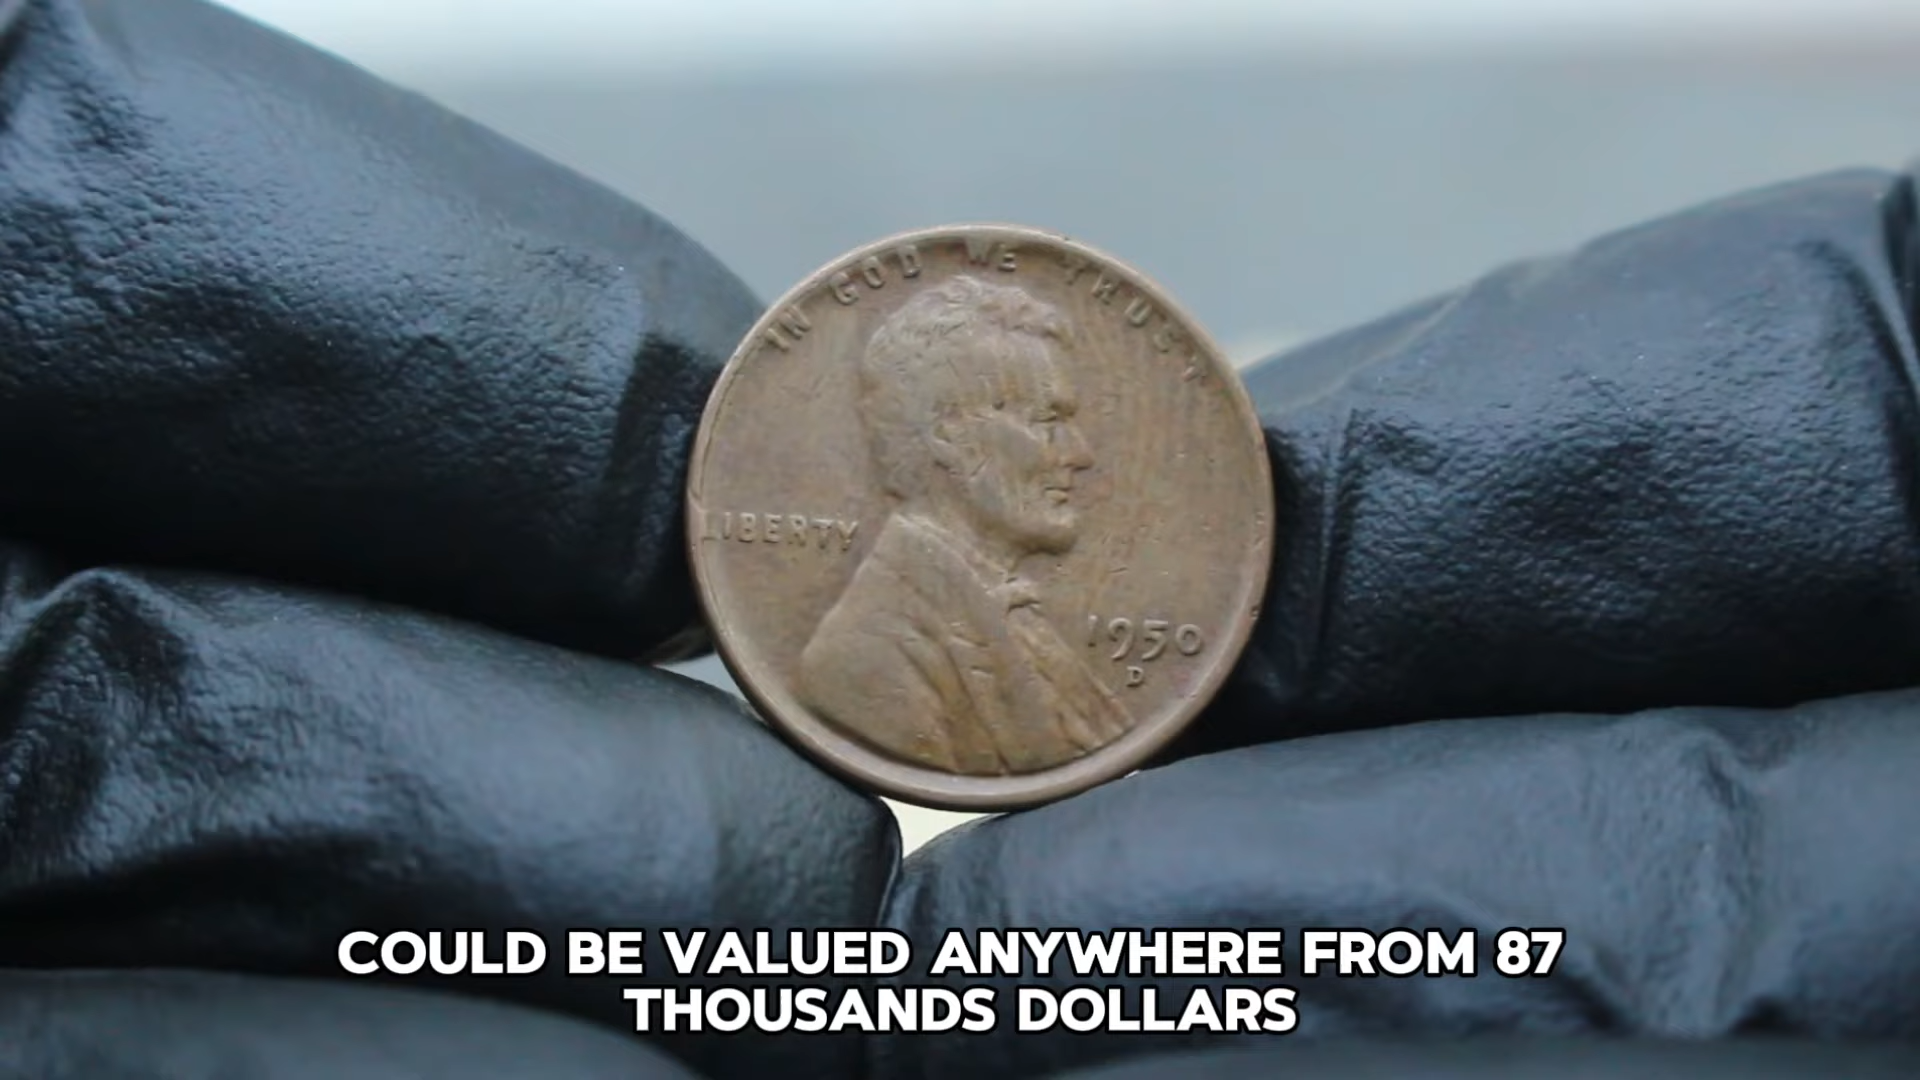 IN GOD WE TRUST
LIBERTY
1950
D
COULD BE VALUED ANYWHERE FROM 87
THOUSANDS DOLLARS